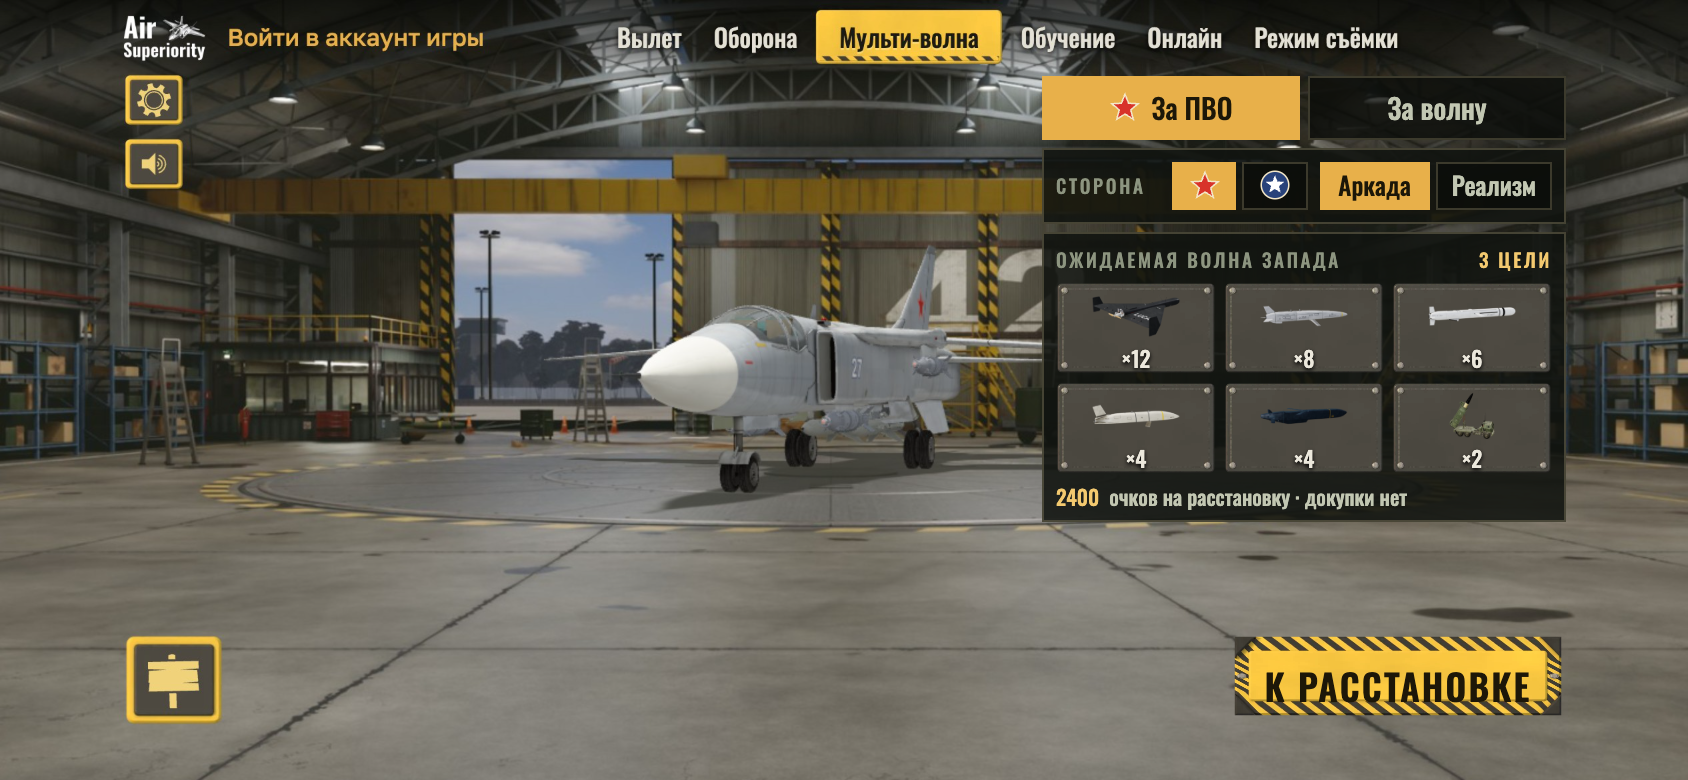 Air
Superiority
Войти в аккаунт игры
Вылет
Оборона
Мульти-волна
Обучение
Онлайн
Режим съёмки
За ПВО
За волну
СТОРОНА
Аркада
Реализм
ОЖИДАЕМАЯ ВОЛНА ЗАПАДА
3 ЦЕЛИ
×12
×8
×6
×4
×4
×2
2400 очков на расстановку · докупки нет
27
12
К РАССТАНОВКЕ